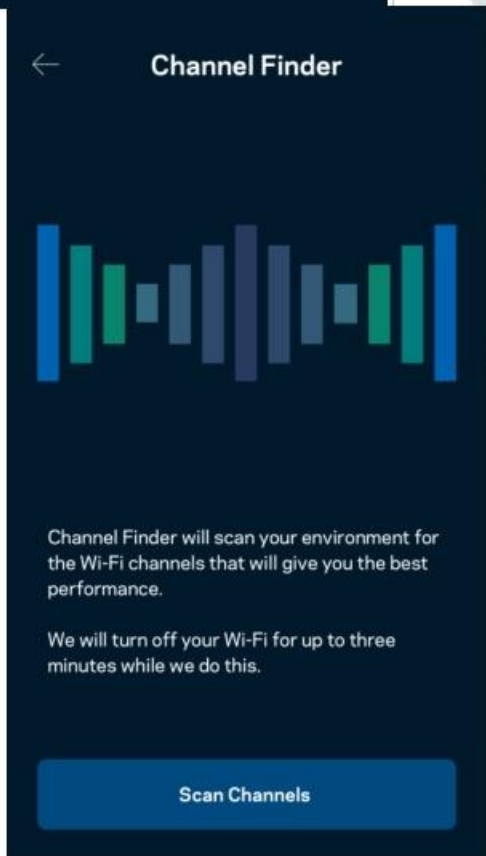 Channel Finder
Channel Finder will scan your environment for
the Wi-Fi channels that will give you the best
performance.
We will turn off your Wi-Fi for up to three
minutes while we do this.
Scan Channels